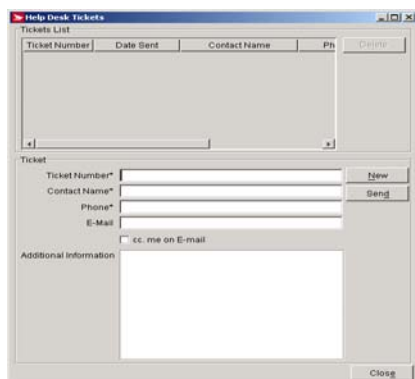 Help Desk Tickets
Tickets List
Ticket Number Date Sent Contact Name Ph Delete
Ticket
Ticket Number* New
Contact Name* Send
Phone*
E-Mail
cc. me on E-mail
Additional Information
Close